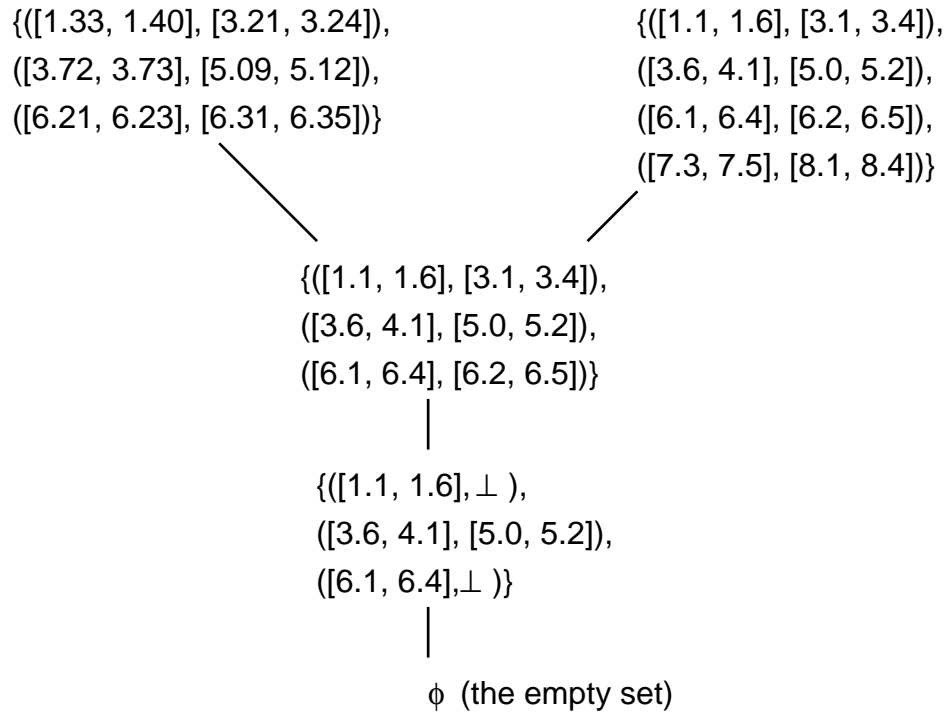 {([1.33, 1.40], [3.21, 3.24]),
([3.72, 3.73], [5.09, 5.12]),
([6.21, 6.23], [6.31, 6.35])}
{([1.1, 1.6], [3.1, 3.4]),
([3.6, 4.1], [5.0, 5.2]),
([6.1, 6.4], [6.2, 6.5]),
([7.3, 7.5], [8.1, 8.4])}
{([1.1, 1.6], [3.1, 3.4]),
([3.6, 4.1], [5.0, 5.2]),
([6.1, 6.4], [6.2, 6.5])}
{([1.1, 1.6], ⊥ ),
([3.6, 4.1], [5.0, 5.2]),
([6.1, 6.4],⊥ )}
ϕ (the empty set)